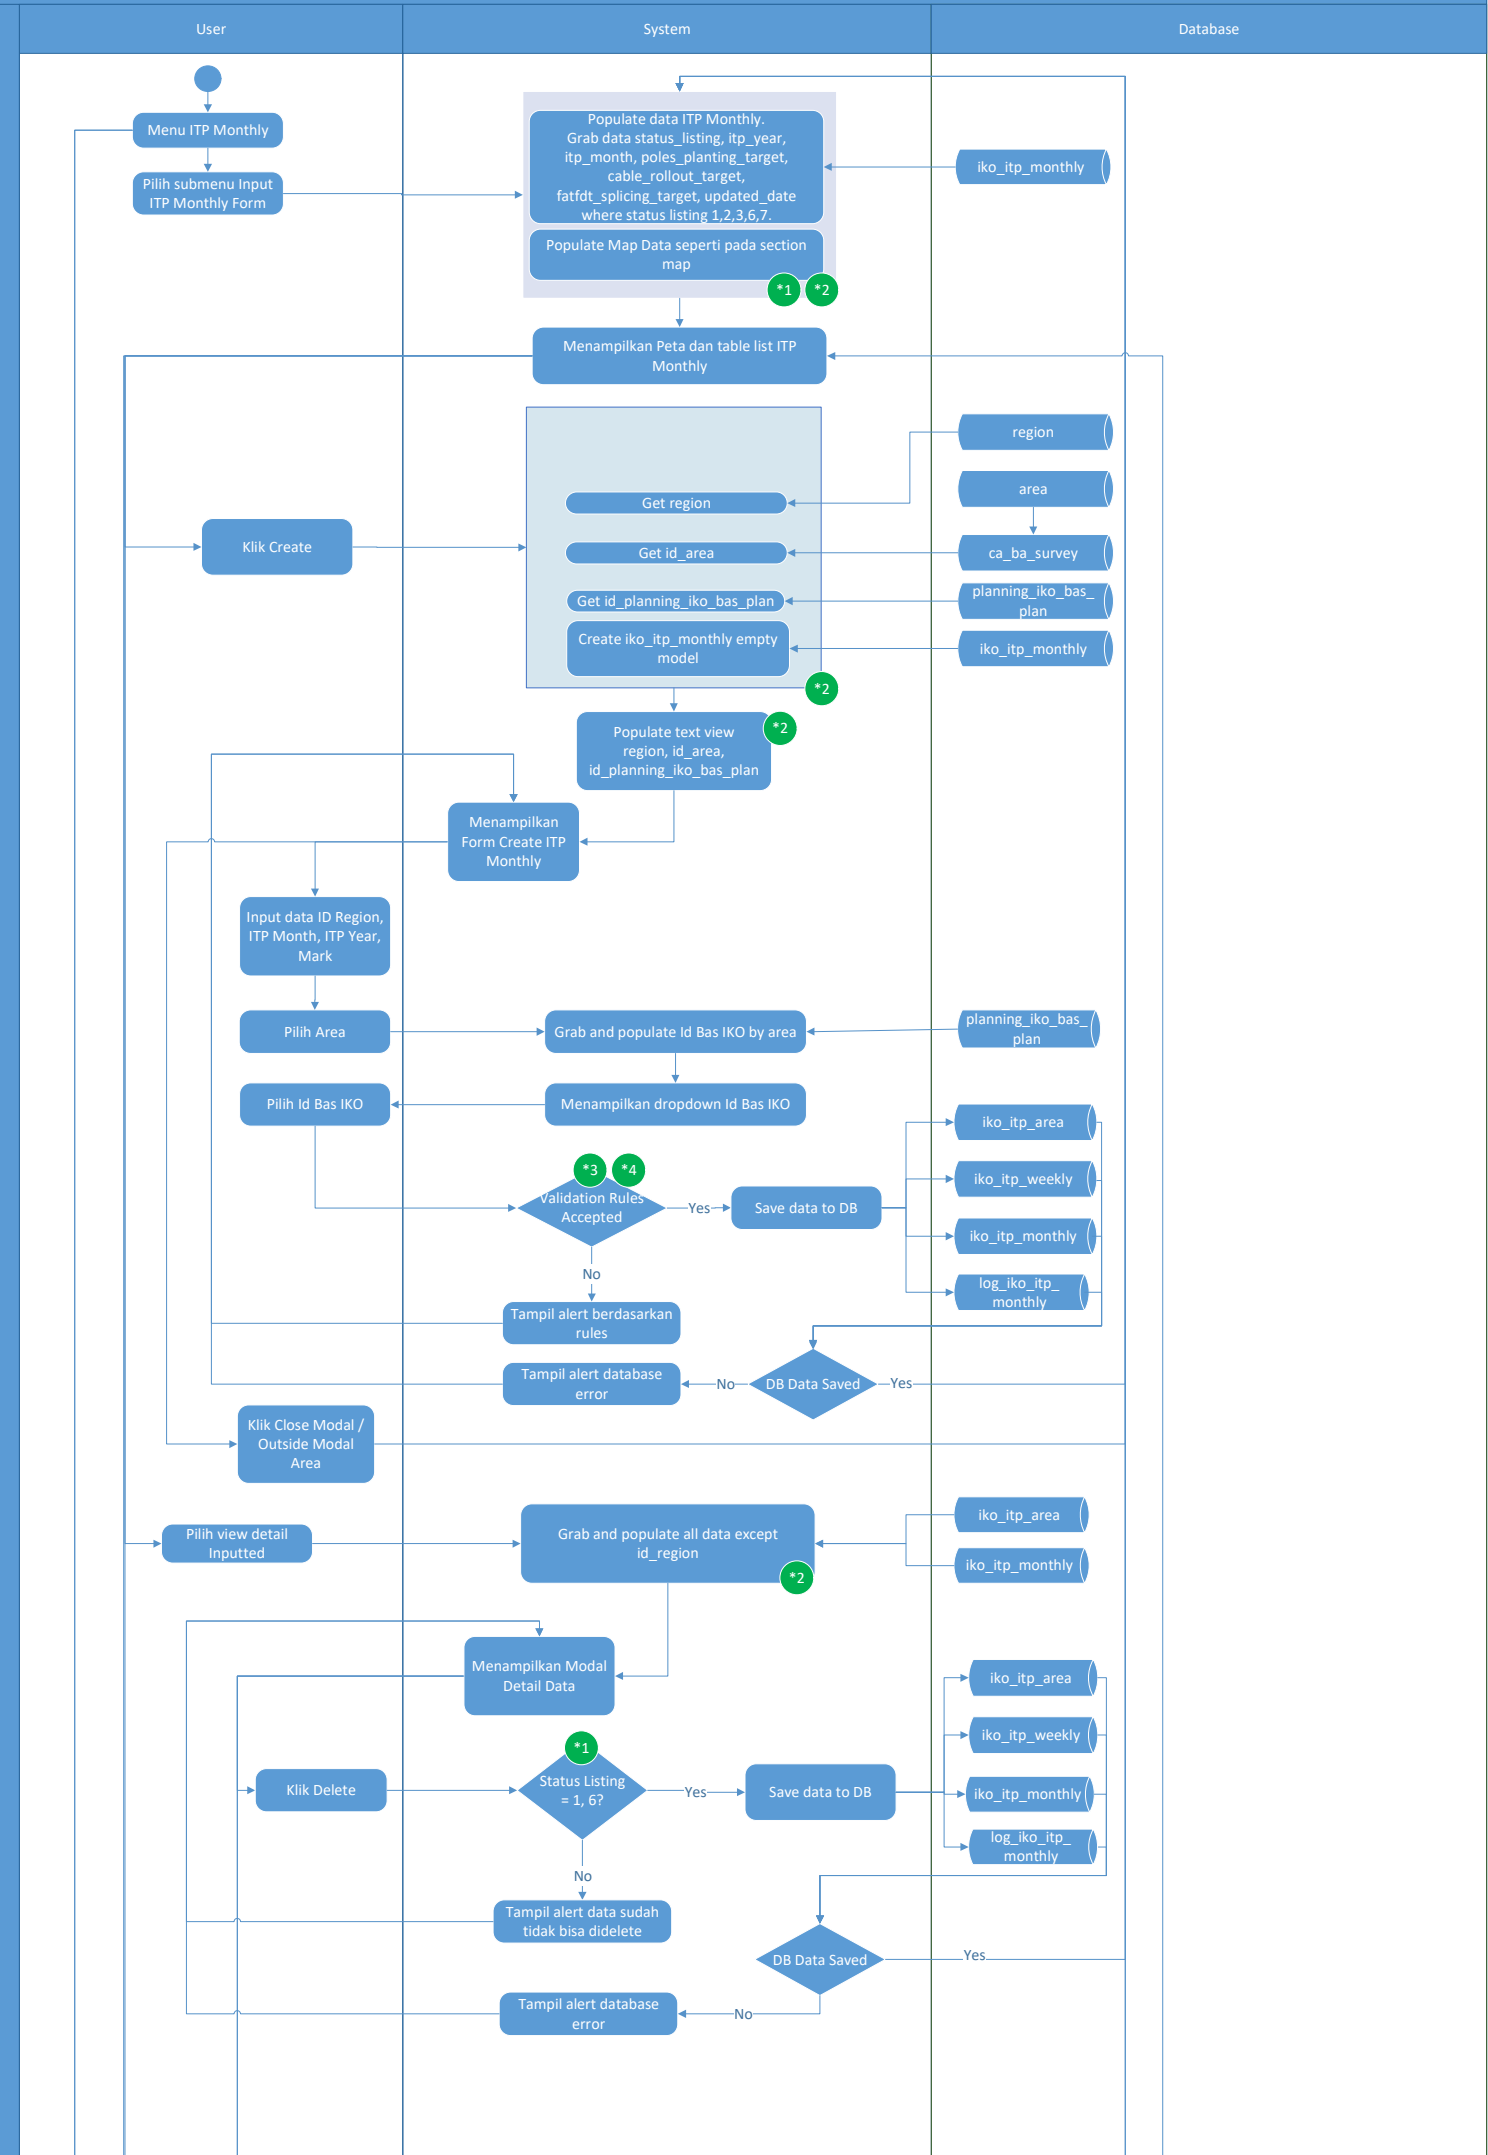 User
System
Database
Menu ITP Monthly
Pilih submenu Input
ITP Monthly Form
Populate data ITP Monthly.
Grab data status_listing, itp_year,
itp_month, poles_planting_target,
cable_rollout_target,
fatfdt_splicing_target, updated_date
where status listing 1,2,3,6,7.
iko_itp_monthly
Populate Map Data seperti pada section
map
*1
*2
Menampilkan Peta dan table list ITP
Monthly
region
area
Get region
Klik Create
Get id_area
ca_ba_survey
Get id_planning_iko_bas_plan
planning_iko_bas_
plan
Create iko_itp_monthly empty
model
iko_itp_monthly
*2
Populate text view
region, id_area,
id_planning_iko_bas_plan
*2
Menampilkan
Form Create ITP
Monthly
Input data ID Region,
ITP Month, ITP Year,
Mark
Pilih Area
Grab and populate Id Bas IKO by area
planning_iko_bas_
plan
Pilih Id Bas IKO
Menampilkan dropdown Id Bas IKO
iko_itp_area
*3
*4
iko_itp_weekly
Validation Rules
Accepted
Yes
Save data to DB
iko_itp_monthly
No
log_iko_itp_
monthly
Tampil alert berdasarkan
rules
Tampil alert database
error
No
DB Data Saved
Yes
Klik Close Modal /
Outside Modal
Area
Pilih view detail
Inputted
Grab and populate all data except
id_region
*2
iko_itp_area
iko_itp_monthly
Menampilkan Modal
Detail Data
iko_itp_area
iko_itp_weekly
*1
Klik Delete
Status Listing
= 1, 6?
Yes
Save data to DB
iko_itp_monthly
log_iko_itp_
monthly
No
Tampil alert data sudah
tidak bisa didelete
DB Data Saved
Yes
Tampil alert database
error
No